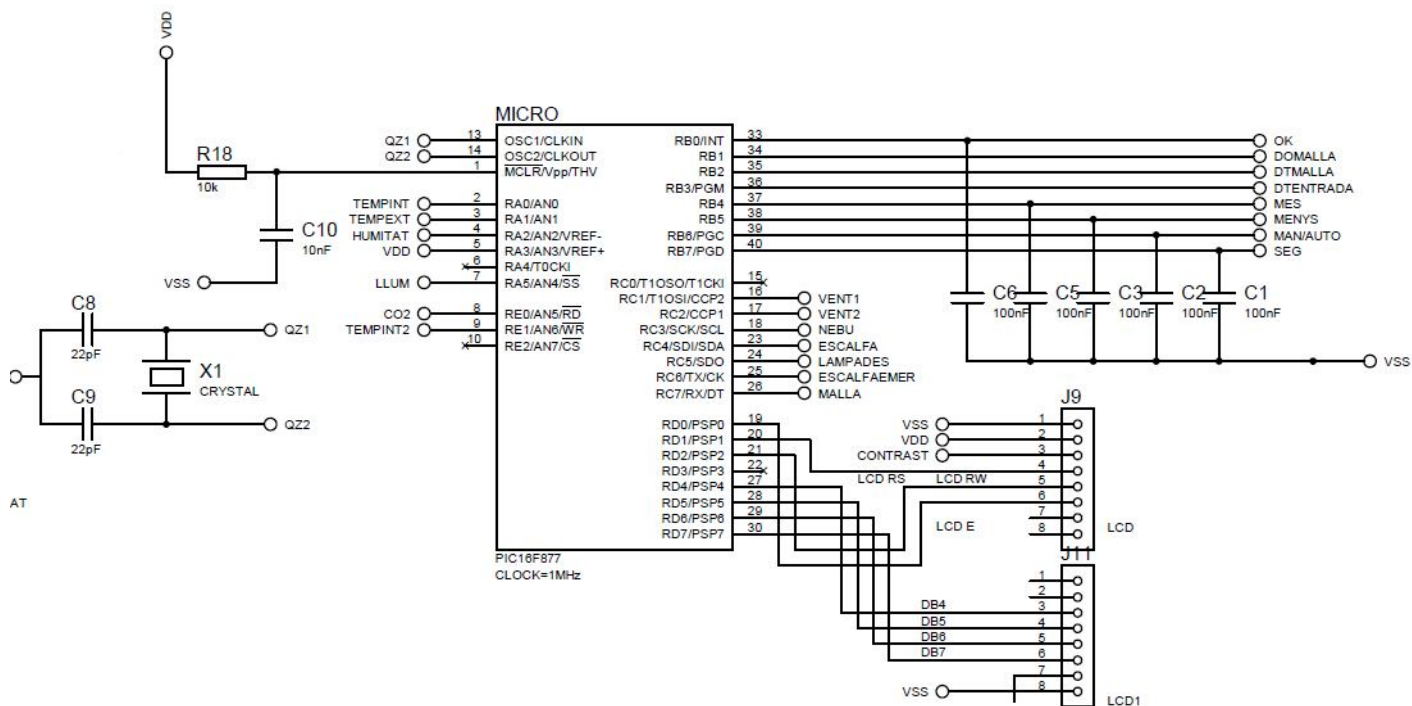 VDD
R18
10k
C10
10nF
VSS
C8
22pF
X1
CRYSTAL
C9
22pF
QZ1
QZ2
AT
MICRO
QZ1 13 OSC1/CLKIN
QZ2 14 OSC2/CLKOUT
1 MCLR/Vpp/THV
TEMPINT 2 RA0/AN0
TEMPEXT 3 RA1/AN1
HUMITAT 4 RA2/AN2/VREF-
VDD 5 RA3/AN3/VREF+
6 RA4/T0CKI
LLUM 7 RA5/AN4/SS
CO2 8 RE0/AN5/RD
TEMPINT2 9 RE1/AN6/WR
10 RE2/AN7/CS
RB0/INT 33 OK
RB1 34 DOMALLA
RB2 35 DTMALLA
RB3/PGM 36 DTENTRADA
RB4 37 MES
RB5 38 MENYS
RB6/PGC 39 MAN/AUTO
RB7/PGD 40 SEG
RC0/T1OSO/T1CKI 15
RC1/T1OSI/CCP2 16 VENT1
RC2/CCP1 17 VENT2
RC3/SCK/SCL 18 NEBU
RC4/SDI/SDA 23 ESCALFA
RC5/SDO 24 LAMPADES
RC6/TX/CK 25 ESCALFAEMER
RC7/RX/DT 26 MALLA
RD0/PSP0 19
RD1/PSP1 20
RD2/PSP2 21
RD3/PSP3 22
RD4/PSP4 27
RD5/PSP5 28
RD6/PSP6 29
RD7/PSP7 30
PIC16F877
CLOCK=1MHz
C6 C5 C3 C2 C1
100nF 100nF 100nF 100nF 100nF
VSS
J9
VSS 1
VDD 2
CONTRAST 3
4
LCD RS LCD RW 5
6
7
LCD E 8 LCD
J11
1
2
DB4 3
DB5 4
DB6 5
DB7 6
7
VSS 8
LCD1